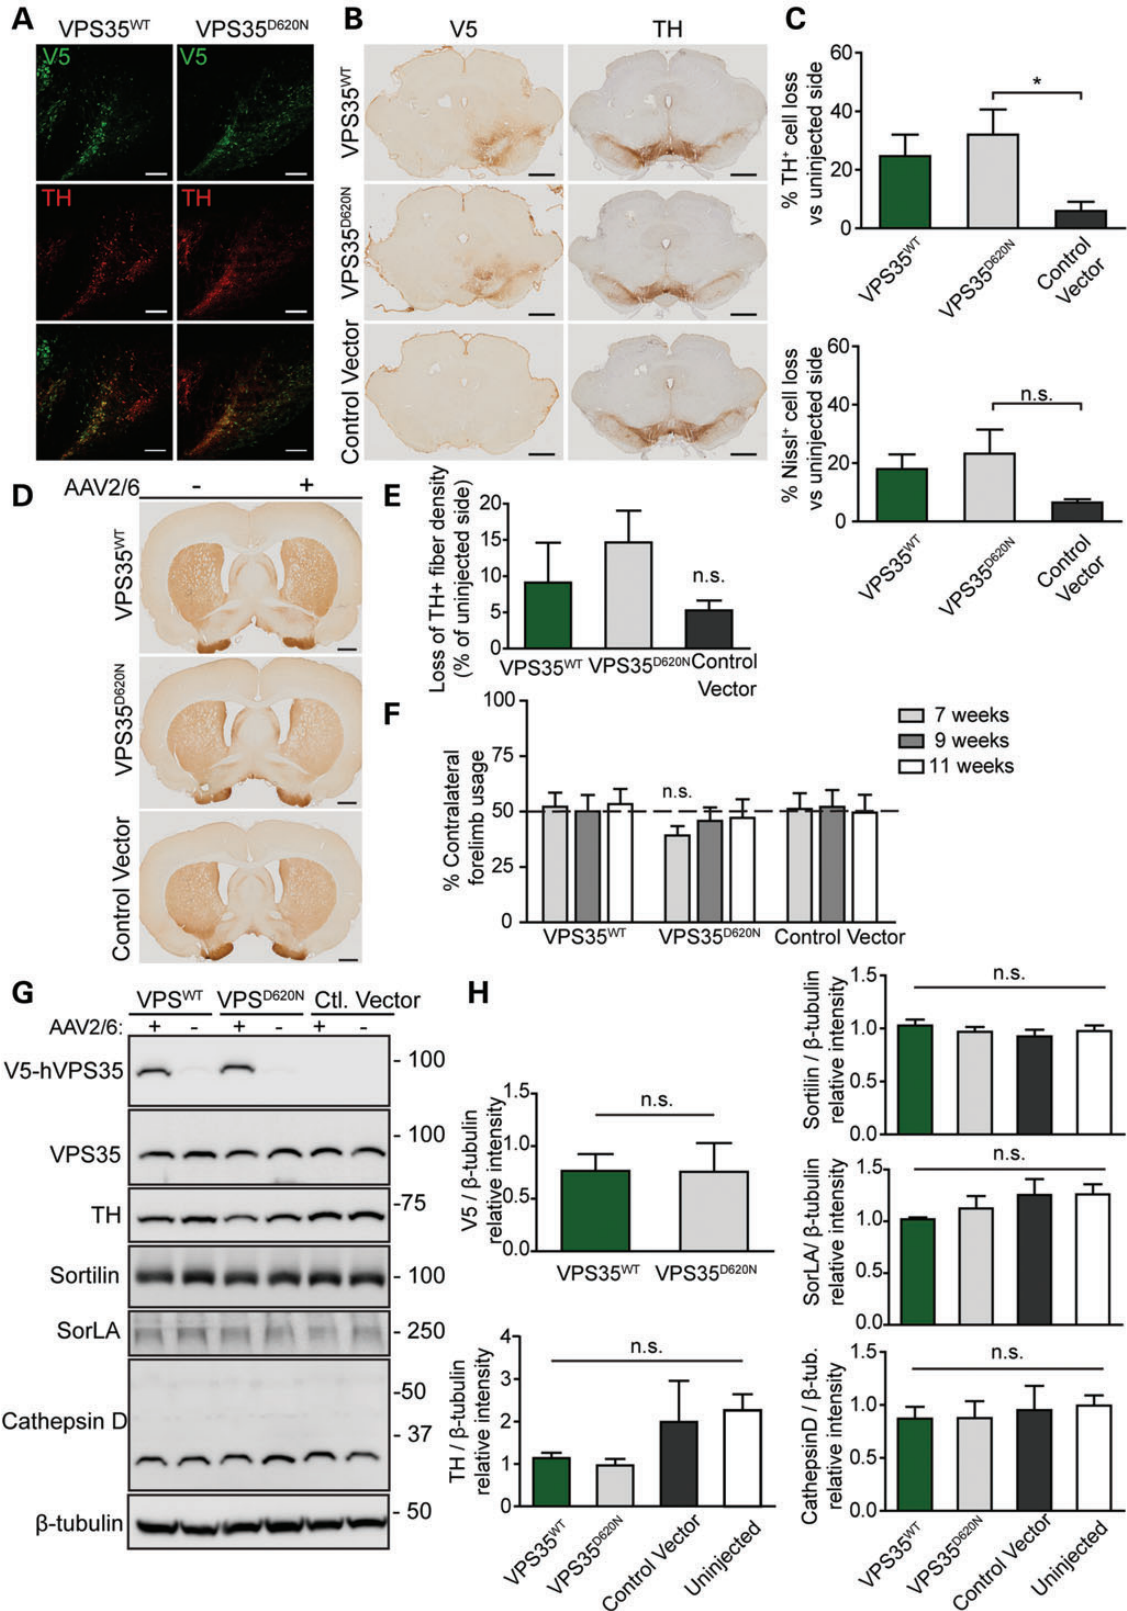 A
VPS35WT
VPS35D620N
V5
V5
TH
TH
B
V5
TH
VPS35WT
VPS35D620N
Control Vector
C
% TH+ cell loss
vs uninjected side
60
40
20
0
*
VPS35WT
VPS35D620N
Control
Vector
% Nissl+ cell loss
vs uninjected side
60
40
20
0
n.s.
VPS35WT
VPS35D620N
Control
Vector
D
AAV2/6
-
+
VPS35WT
VPS35D620N
Control Vector
E
Loss of TH+ fiber density
(% of uninjected side)
20
15
10
5
0
n.s.
VPS35WT
VPS35D620N
Control
Vector
F
% Contralateral
forelimb usage
100
75
50
25
0
n.s.
7 weeks
9 weeks
11 weeks
VPS35WT
VPS35D620N
Control Vector
G
VPSWT
VPSD620N
Ctl. Vector
AAV2/6:
+ - + - + -
V5-hVPS35
- 100
VPS35
- 100
TH
-75
Sortilin
- 100
SorLA
- 250
Cathepsin D
-50
- 37
β-tubulin
- 50
H
V5 / β-tubulin
relative intensity
1.5
1.0
0.5
0.0
n.s.
VPS35WT
VPS35D620N
TH / β-tubulin
relative intensity
4
3
2
1
0
n.s.
VPS35WT
VPS35D620N
Control Vector
Uninjected
Sortilin / β-tubulin
relative intensity
1.5
1.0
0.5
0.0
n.s.
SorLA/ β-tubulin
relative intensity
1.5
1.0
0.5
0.0
n.s.
CathepsinD / β-tub.
relative intensity
1.5
1.0
0.5
0.0
n.s.
VPS35WT
VPS35D620N
Control Vector
Uninjected